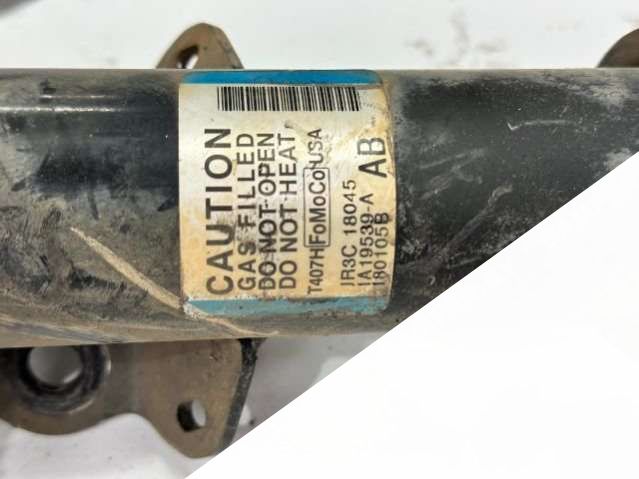 CAUTION
GAS FILLED
DO NOT OPEN
DO NOT HEAT
T407H FoMoCo USA
JR3C 18045
1A19539-A
180105B
AB